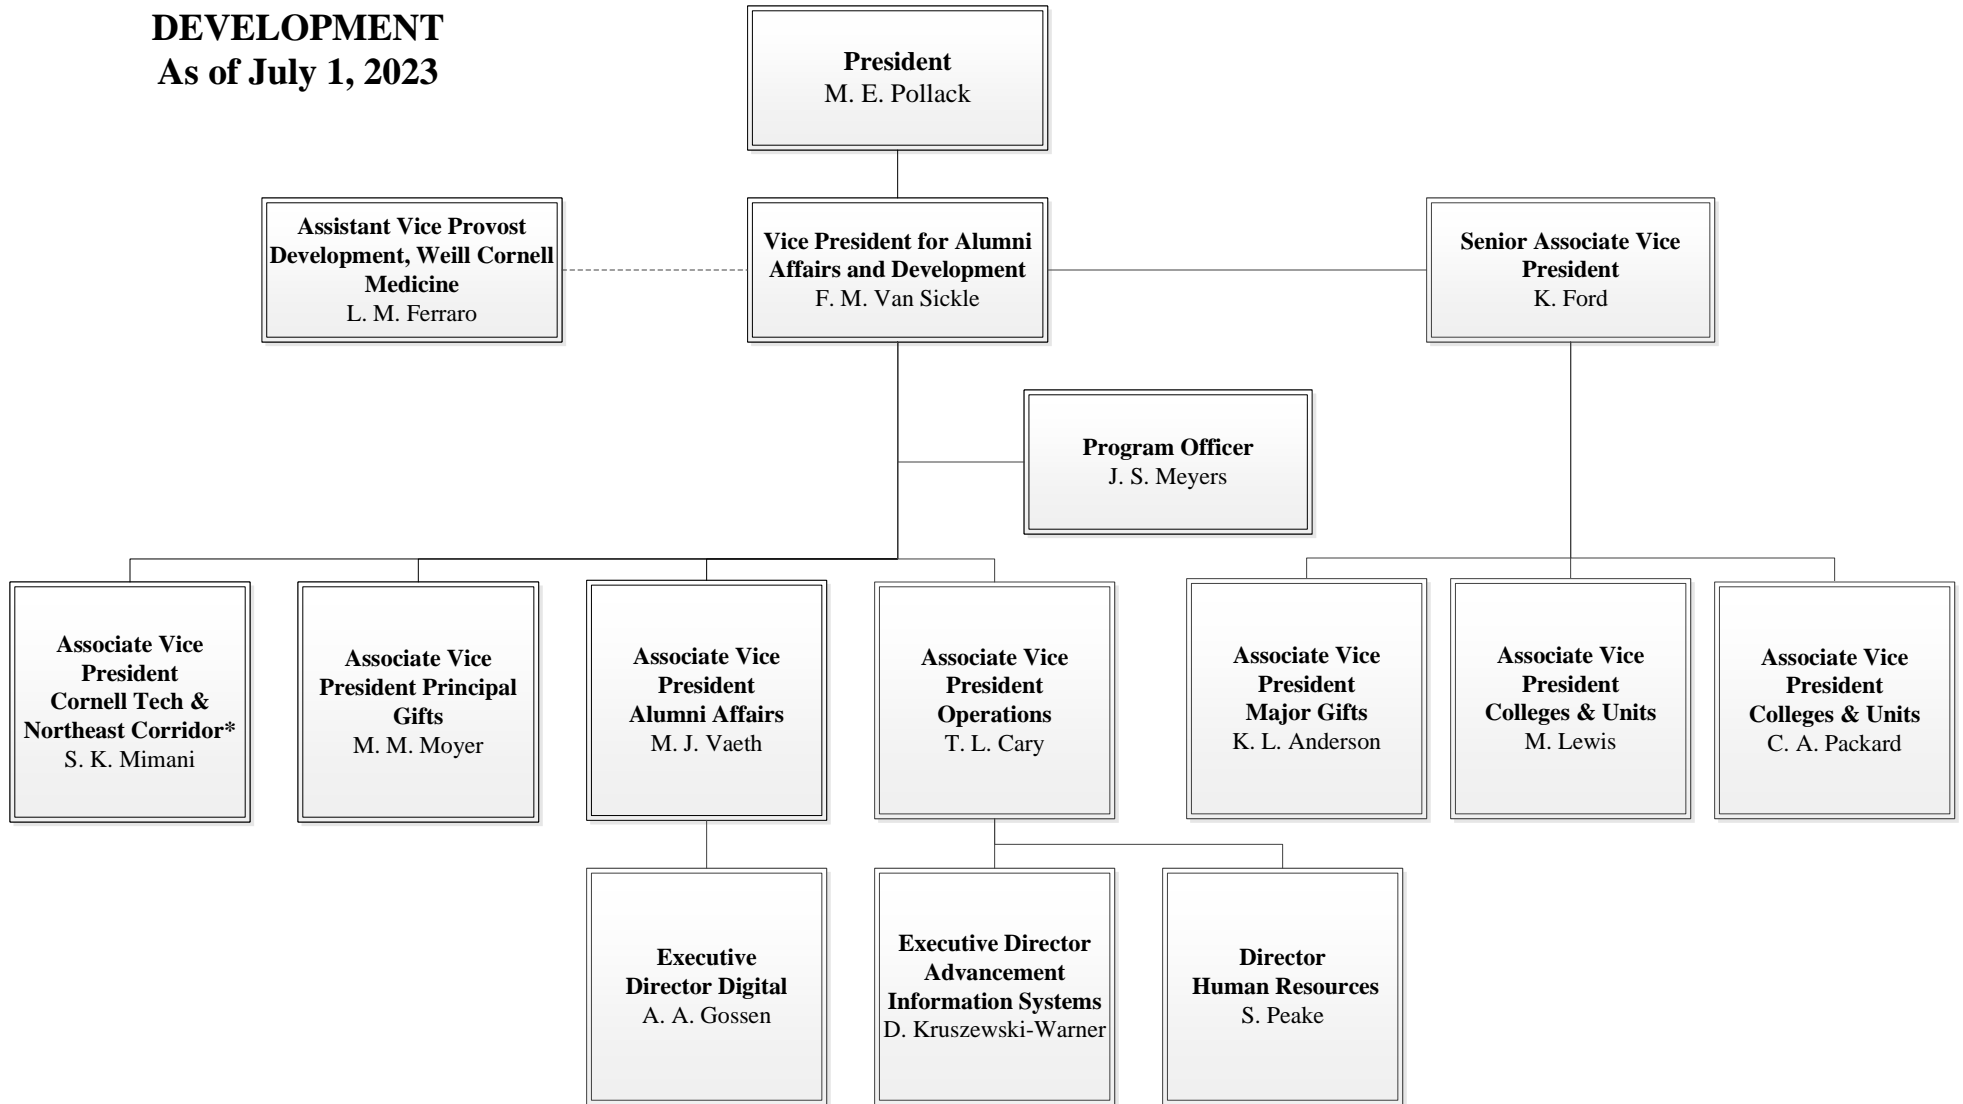 DEVELOPMENT
As of July 1, 2023
President
M. E. Pollack
Assistant Vice Provost
Development, Weill Cornell
Medicine
L. M. Ferraro
Vice President for Alumni
Affairs and Development
F. M. Van Sickle
Senior Associate Vice
President
K. Ford
Program Officer
J. S. Meyers
Associate Vice
President
Cornell Tech &
Northeast Corridor*
S. K. Mimani
Associate Vice
President Principal
Gifts
M. M. Moyer
Associate Vice
President
Alumni Affairs
M. J. Vaeth
Associate Vice
President
Operations
T. L. Cary
Associate Vice
President
Major Gifts
K. L. Anderson
Associate Vice
President
Colleges & Units
M. Lewis
Associate Vice
President
Colleges & Units
C. A. Packard
Executive
Director Digital
A. A. Gossen
Executive Director
Advancement
Information Systems
D. Kruszewski-Warner
Director
Human Resources
S. Peake